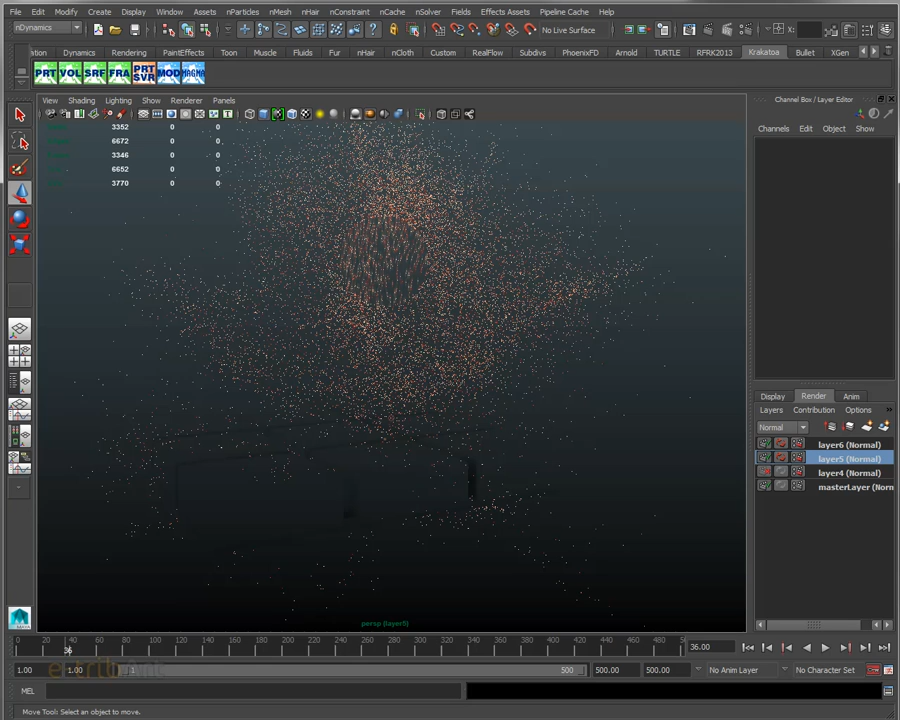 File Edit Modify Create Display Window Assets nParticles nMesh nHair nConstraint nCache nSolver Fields Effects Assets Pipeline Cache Help
nDynamics No Live Surface X:
Dynamics Rendering PaintEffects Toon Muscle Fluids Fur nHair nCloth Custom RealFlow Subdivs PhoenixFD Arnold TURTLE RFRK2013 Krakatoa Bullet XGen
PRT VOL SRF FRA PRT SVR MOD MAGMA
View Shading Lighting Show Renderer Panels
Channel Box / Layer Editor
Channels Edit Object Show
3352 0 0
6672 0 0
3346 0 0
6652 0 0
3770 0 0
Display Render Anim
Layers Contribution Options
Normal
layer6 (Normal)
layer5 (Normal)
layer4 (Normal)
masterLayer (Norn
persp (layer5)
0 20 40 60 80 100 120 140 160 180 200 220 240 260 280 300 320 340 360 380 400 420 440 460 480 5
36
36.00
1.00 1.00 1 500 500.00 500.00 No Anim Layer No Character Set
MEL
Move Tool: Select an object to move.